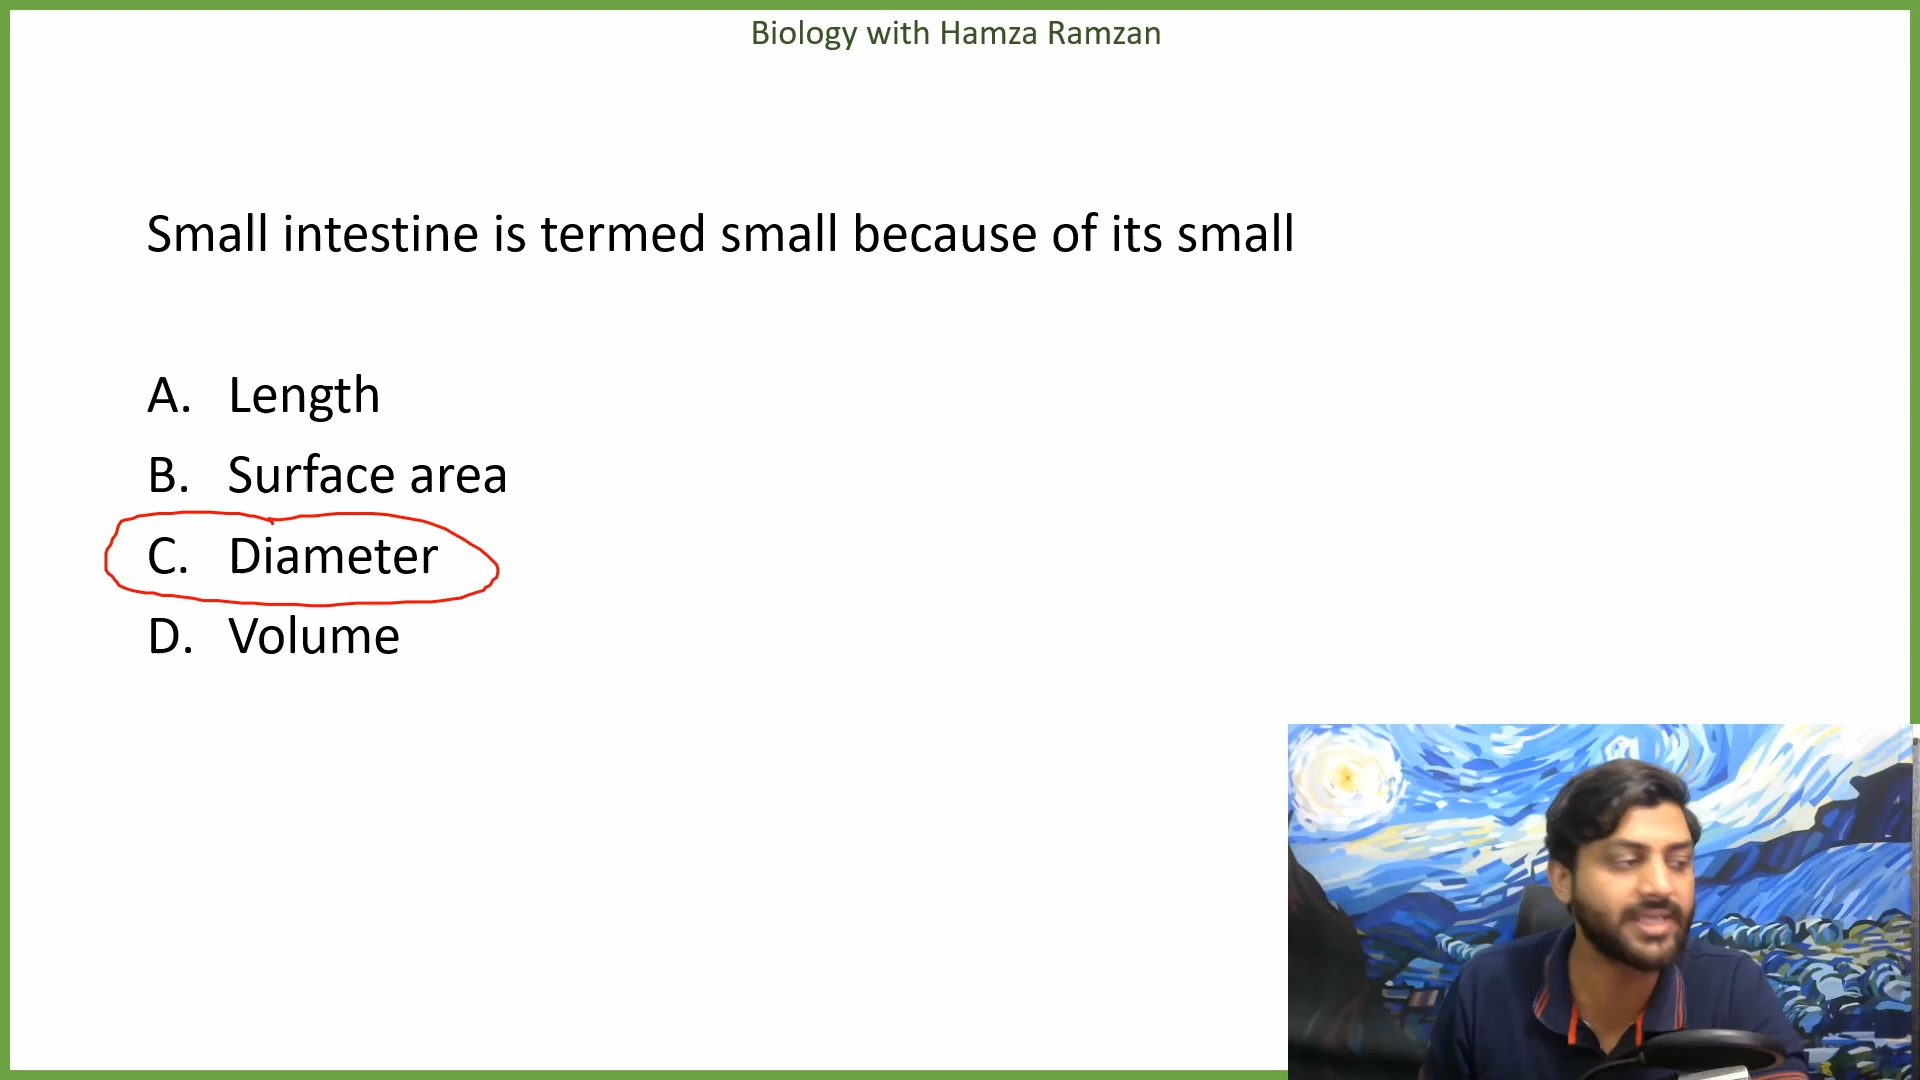 Biology with Hamza Ramzan
Small intestine is termed small because of its small
A. Length
B. Surface area
C. Diameter
D. Volume